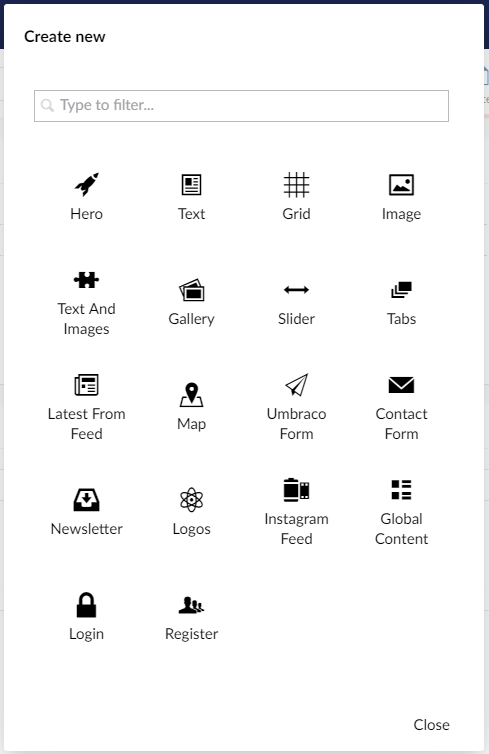 Create new
Type to filter...
Hero
Text
Grid
Image
Text And
Images
Gallery
Slider
Tabs
Latest From
Feed
Map
Umbraco
Form
Contact
Form
Newsletter
Logos
Instagram
Feed
Global
Content
Login
Register
Close